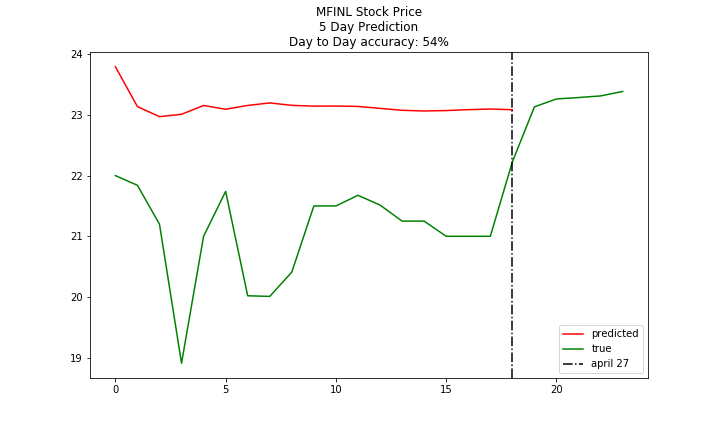 MFINL Stock Price
5 Day Prediction
Day to Day accuracy: 54%
24
23
22
21
20
19
0
5
10
15
20
predicted
true
april 27